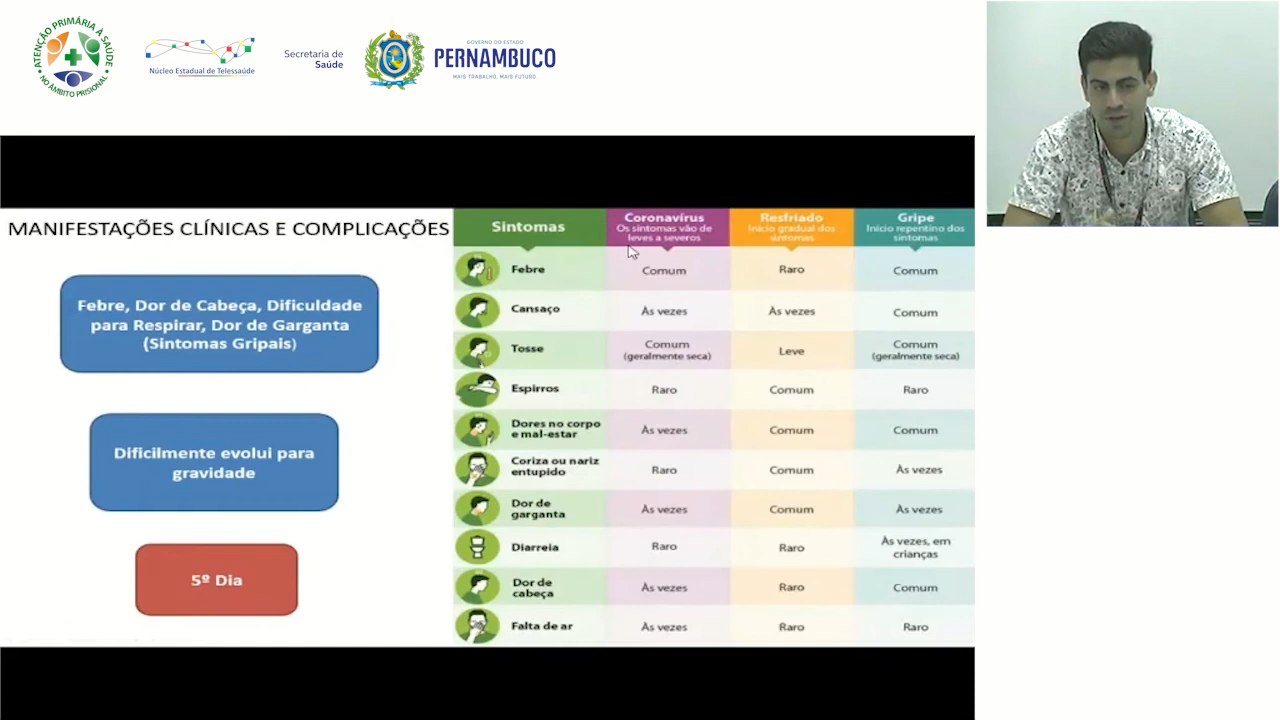 ATENÇÃO PRIMÁRIA À SAÚDE
NO ÂMBITO PRISIONAL
Núcleo Estadual de Telessaúde
Secretaria de
Saúde
GOVERNO DO ESTADO
PERNAMBUCO
MAIS TRABALHO, MAIS FUTURO.
MANIFESTAÇÕES CLÍNICAS E COMPLICAÇÕES
Febre, Dor de Cabeça, Dificuldade
para Respirar, Dor de Garganta
(Sintomas Gripais)
Dificilmente evolui para
gravidade
5º Dia
Sintomas
Coronavírus
Os sintomas vão de
leves a severos
Resfriado
Início gradual dos
sintomas
Gripe
Início repentino dos
sintomas
Febre
Comum
Raro
Comum
Cansaço
Às vezes
Às vezes
Comum
Tosse
Comum
(geralmente seca)
Leve
Comum
(geralmente seca)
Espirros
Raro
Comum
Raro
Dores no corpo
e mal-estar
Às vezes
Comum
Comum
Coriza ou nariz
entupido
Raro
Comum
Às vezes
Dor de
garganta
Às vezes
Comum
Às vezes
Diarreia
Raro
Raro
Às vezes, em
crianças
Dor de
cabeça
Às vezes
Raro
Comum
Falta de ar
Às vezes
Raro
Raro